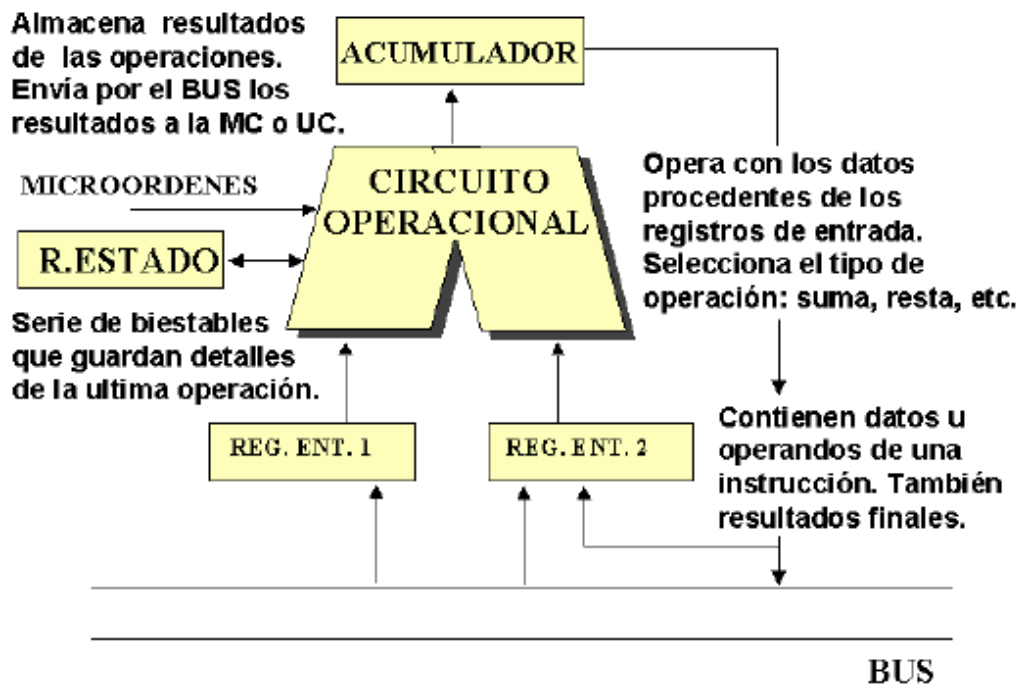 Almacena resultados
de las operaciones.
Envía por el BUS los
resultados a la MC o UC.
ACUMULADOR
MICROORDENES
CIRCUITO
OPERACIONAL
R.ESTADO
Opera con los datos
procedentes de los
registros de entrada.
Selecciona el tipo de
operación: suma, resta, etc.
Serie de biestables
que guardan detalles
de la ultima operación.
REG. ENT. 1
REG. ENT. 2
Contienen datos u
operandos de una
instrucción. También
resultados finales.
BUS